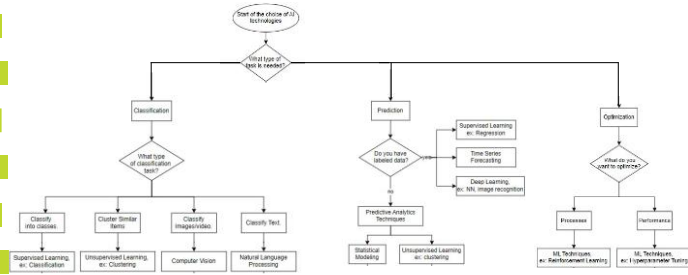 Start of the choice of AI
technologies
What type of
task is needed?
Classification
Prediction
Optimization
What type
of classification
task?
Do you have
labeled data?
yes
no
Supervised Learning
ex: Regression
Time Series
Forecasting
Deep Learning,
ex: NN, image recognition
What do you
want to optimize?
Classify
into classes
Cluster Similar
Items
Classify
Images/video
Classify Text
Predictive Analytics
Techniques
Processes
Performance
Supervised Learning,
ex: Classification
Unsupervised Learning,
ex: Clustering
Computer Vision
Natural Language
Processing
Statistical
Modeling
Unsupervised Learning
ex: clustering
ML Techniques,
ex: Reinforcement Learning
ML Techniques,
ex: Hyperparameter Tuning